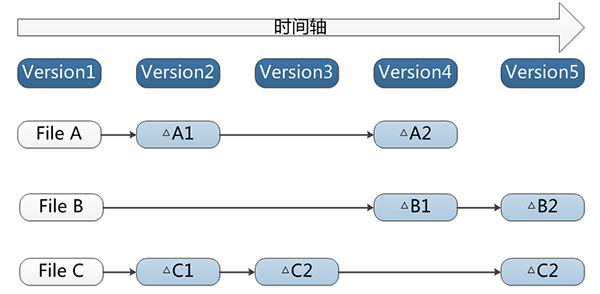 时间轴
Version1 Version2 Version3 Version4 Version5
File A △A1 △A2
File B △B1 △B2
File C △C1 △C2 △C2